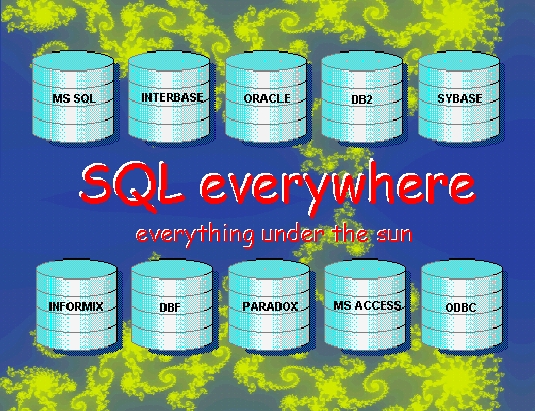 MS SQL INTERBASE ORACLE DB2 SYBASE
SQL everywhere
everything under the sun
INFORMIX DBF PARADOX MS ACCESS ODBC